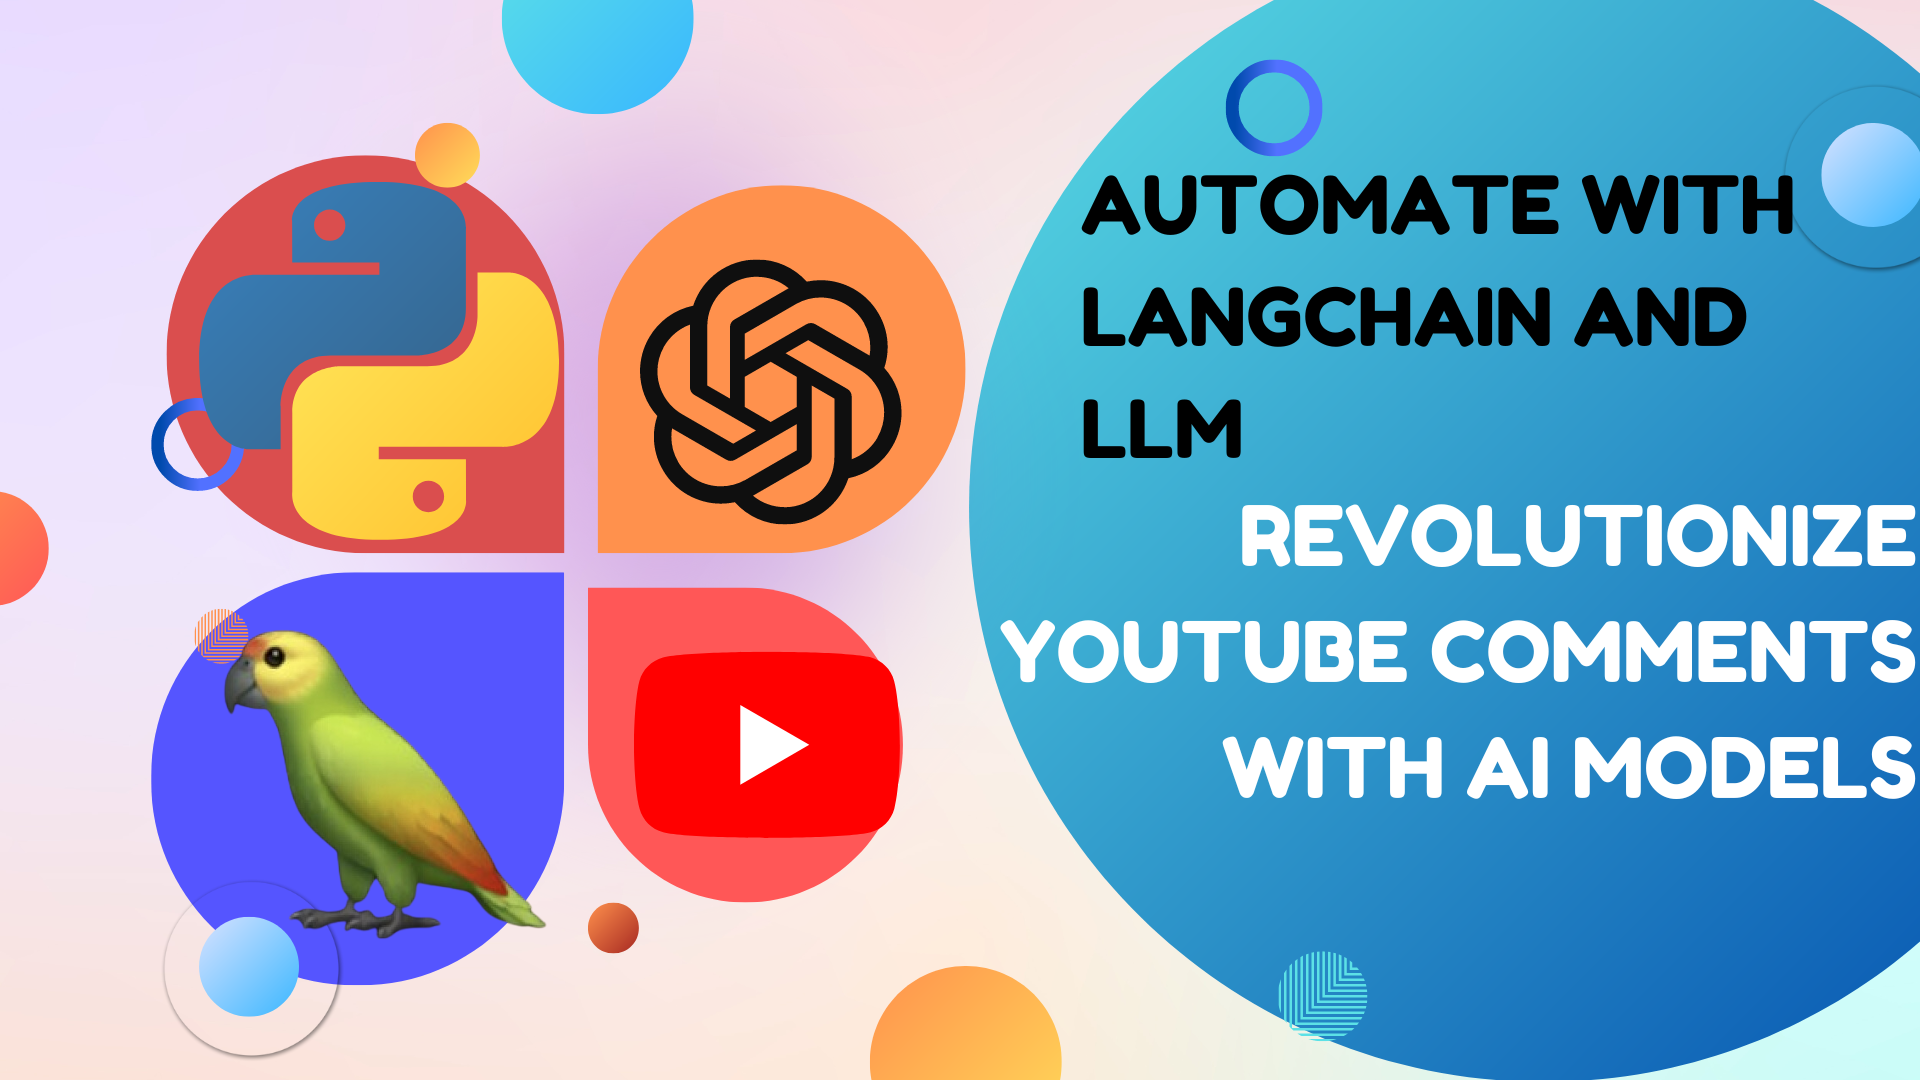 AUTOMATE WITH
LANGCHAIN AND
LLM
REVOLUTIONIZE
YOUTUBE COMMENTS
WITH AI MODELS